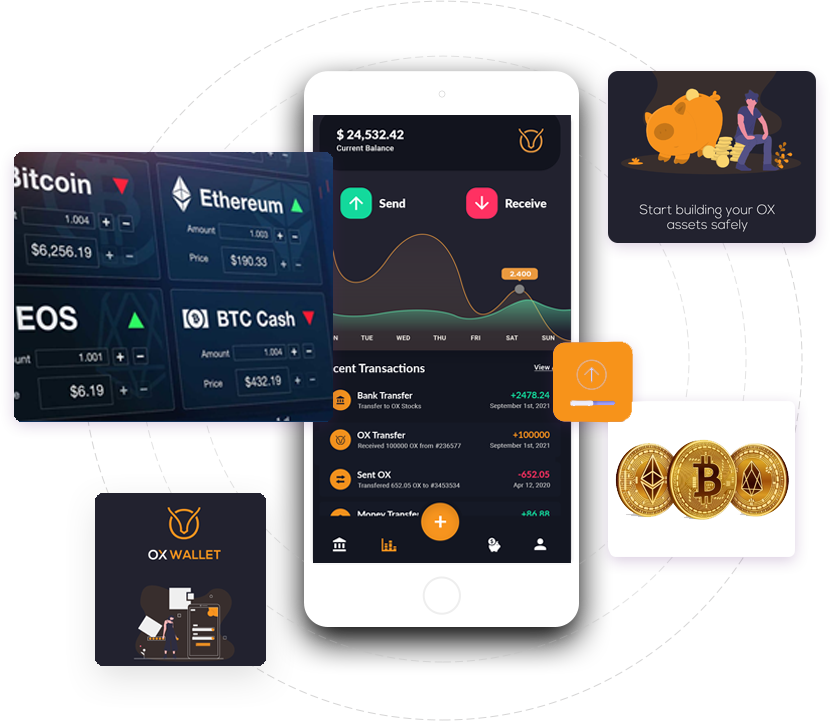 $ 24,532.42
Current Balance
Send
Receive
2.400
N TUE WED THU FRI SAT SUN
cent Transactions
View A
Bank Transfer
+2478.24
Transfer to OX Stocks
September 1st, 2021
OX Transfer
+100000
Received 100000 OX from #236577
September 1st, 2021
Sent OX
-652.05
Transfered 652.05 OX to #3453534
Apr 12, 2020
Money Transfer
+86.88
+
Bitcoin
1.004 + -
$6,256.19 + -
Ethereum
Amount 1.003 + -
Price $190.33 + -
EOS
unt 1.001 + -
$6.19 + -
BTC Cash
Amount 1.004 + -
Price $432.19 + -
Start building your OX
assets safely
OX WALLET